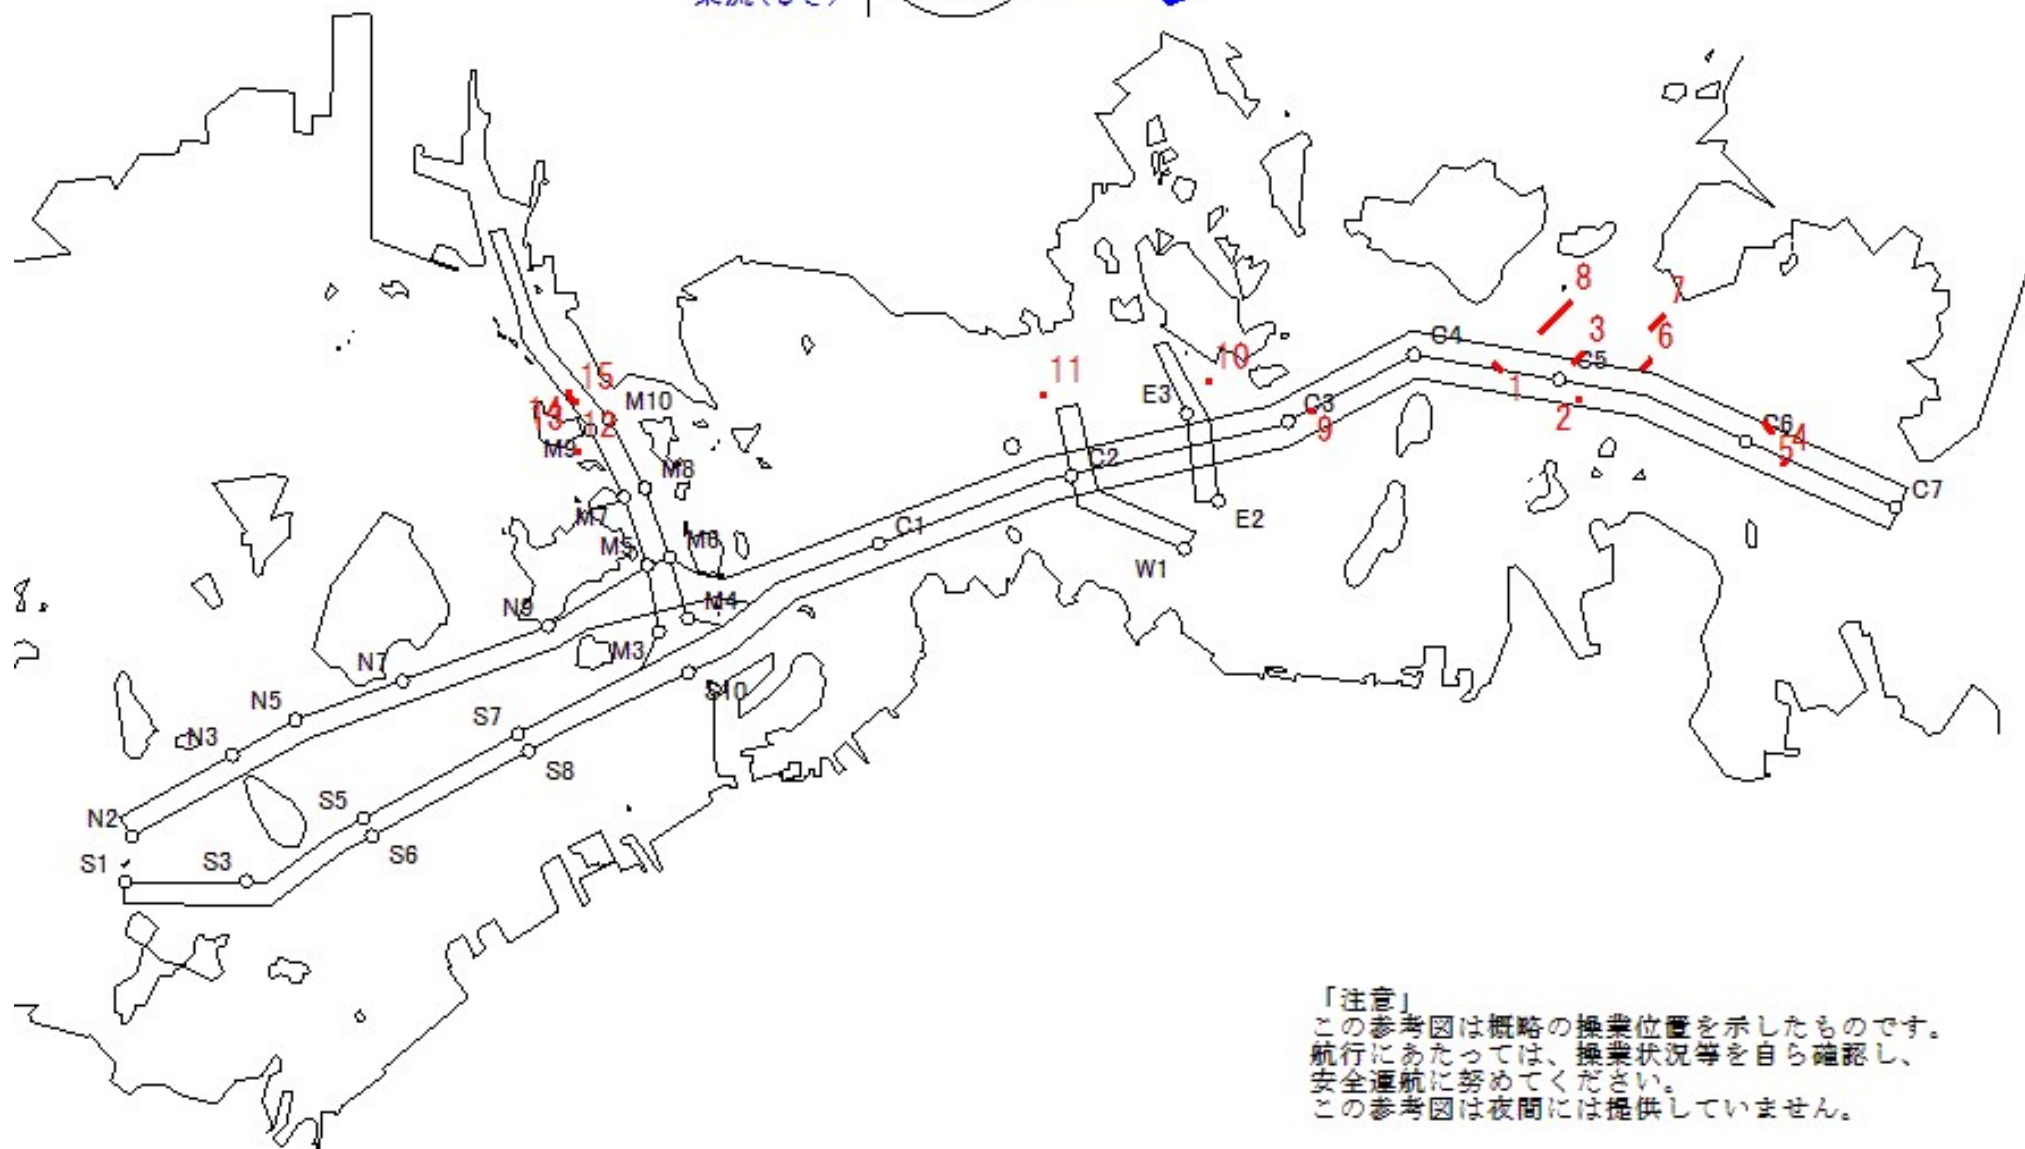 8
7
C4
3
6
C5
10
11
15
1
M10
E3
14
13
12
C3
2
9
C6
4
5
M9
M8
C2
C7
M7
E2
C1
M5
M6
W1
N9
M4
M3
N7
S10
N5
S7
N3
S8
S5
N2
S6
S1
S3
「注意」
この参考図は概略の操業位置を示したものです。
航行にあたっては、操業状況等を自ら確認し、
安全運航に努めてください。
この参考図は夜間には提供していません。